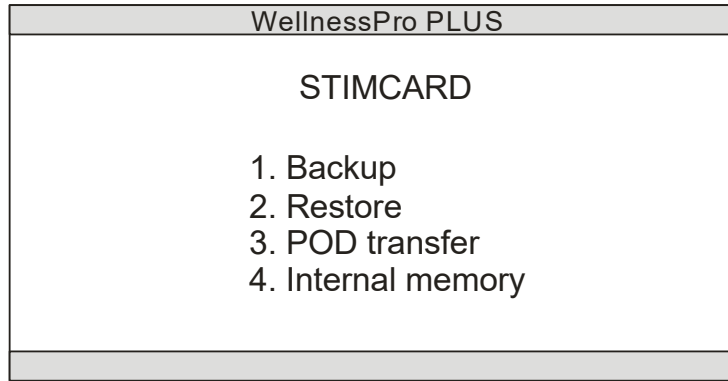 WellnessPro PLUS
STIMCARD
1. Backup
2. Restore
3. POD transfer
4. Internal memory